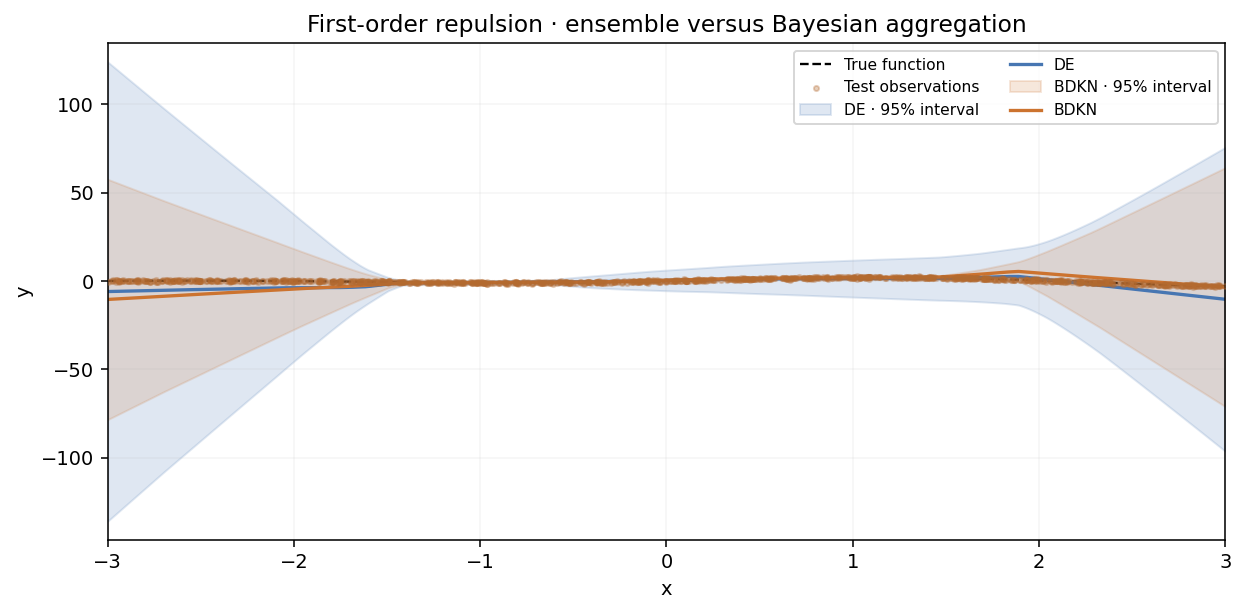 First-order repulsion · ensemble versus Bayesian aggregation
True function
Test observations
DE · 95% interval
DE
BDKN · 95% interval
BDKN
y
100
50
0
−50
−100
−3
−2
−1
0
1
2
3
x